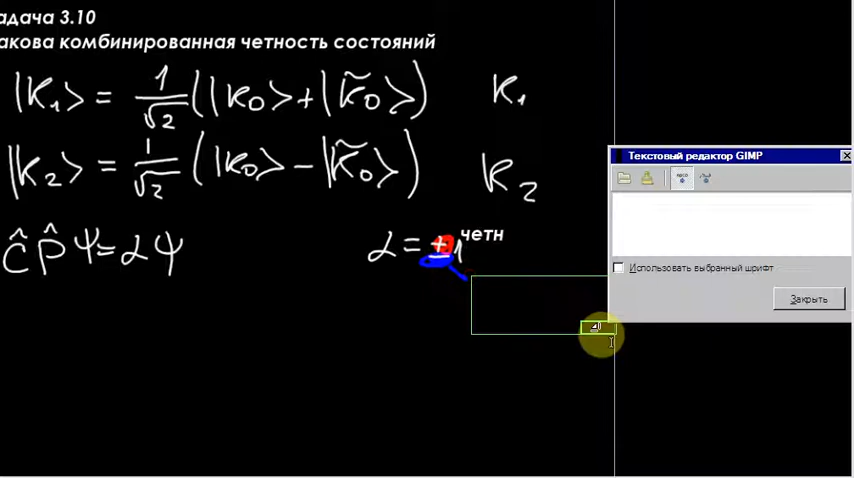 адача 3.10
акова комбинированная четность состояний
|K₁> = 1/√2 (|K₀> + |K̃₀>) K₁
|K₂> = 1/√2 (|K₀> − |K̃₀>) K₂
ĈP̂Ψ=αΨ α=±1 четн
Текстовый редактор GIMP
Использовать выбранный шрифт
Закрыть